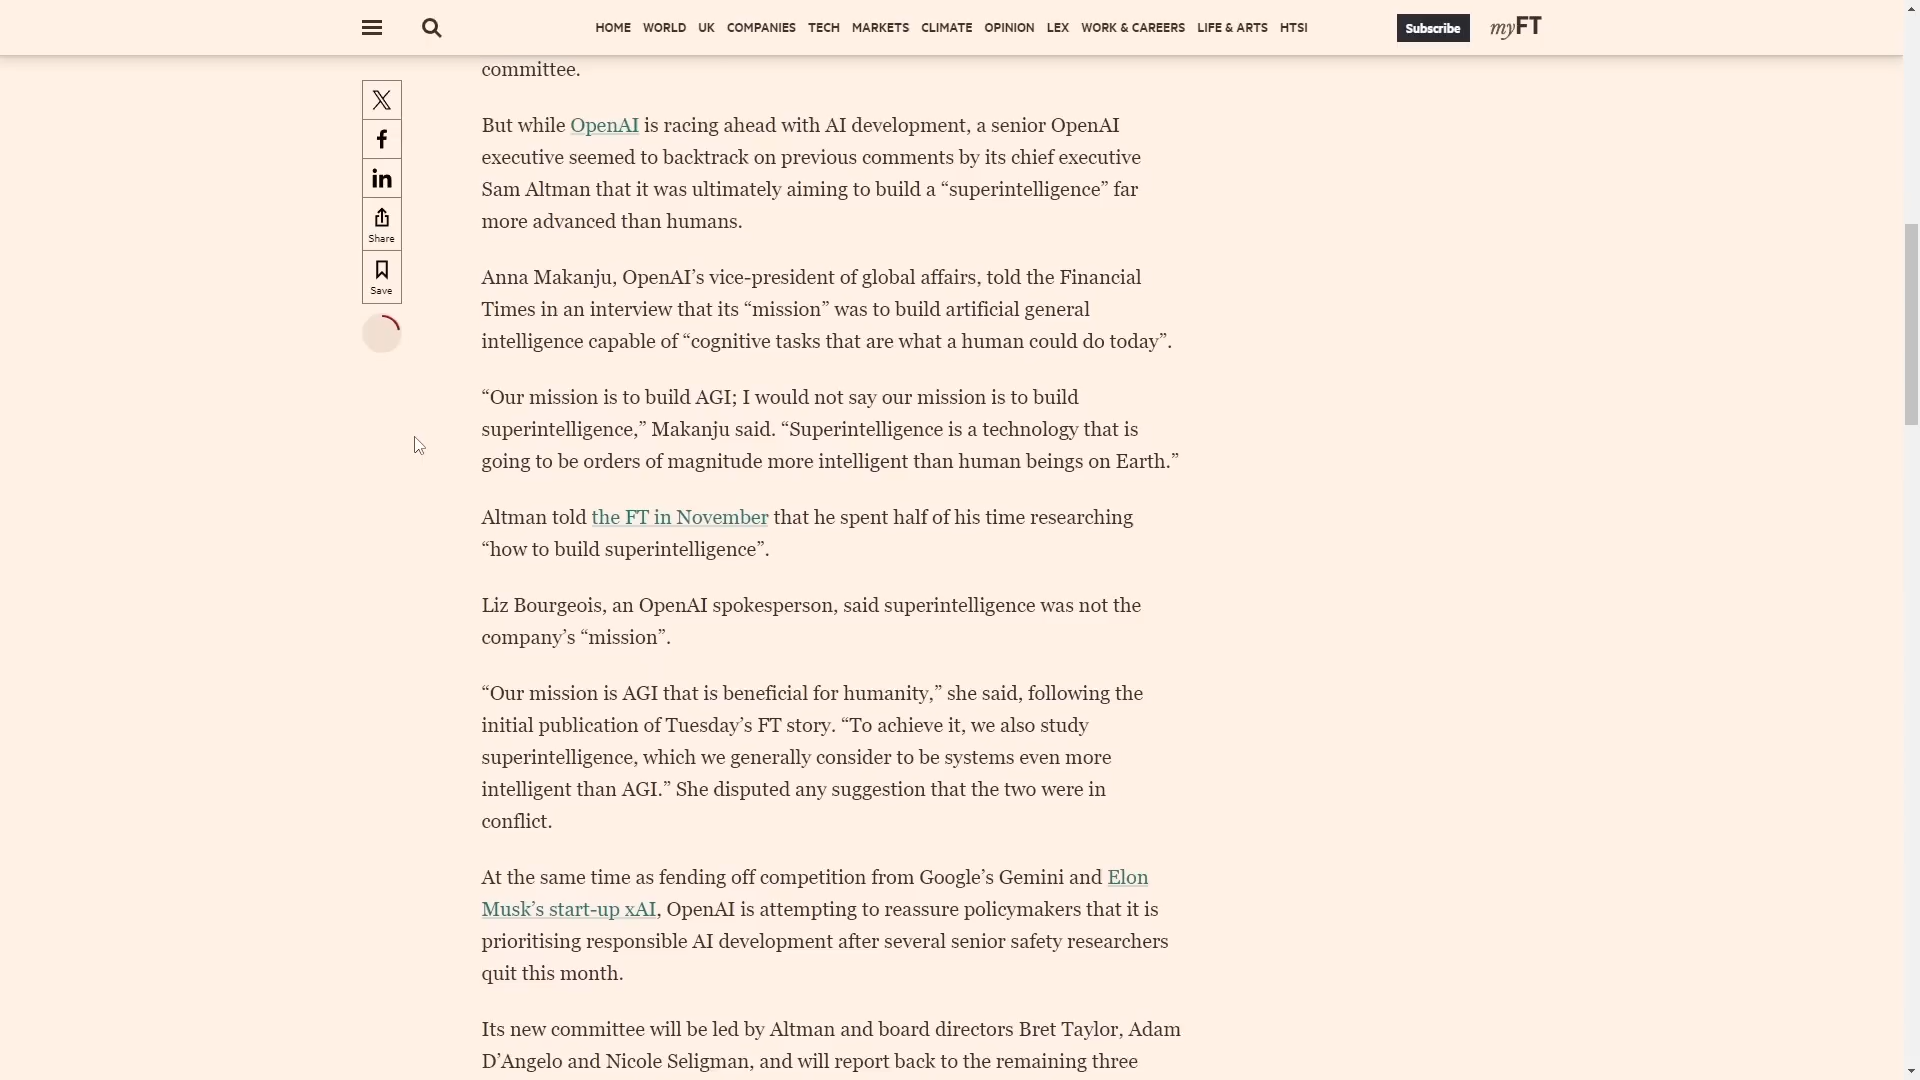 HOME WORLD UK COMPANIES TECH MARKETS CLIMATE OPINION LEX WORK & CAREERS LIFE & ARTS HTSI Subscribe myFT
Share
Save
committee.
But while OpenAI is racing ahead with AI development, a senior OpenAI
executive seemed to backtrack on previous comments by its chief executive
Sam Altman that it was ultimately aiming to build a “superintelligence” far
more advanced than humans.
Anna Makanju, OpenAI’s vice-president of global affairs, told the Financial
Times in an interview that its “mission” was to build artificial general
intelligence capable of “cognitive tasks that are what a human could do today”.
“Our mission is to build AGI; I would not say our mission is to build
superintelligence,” Makanju said. “Superintelligence is a technology that is
going to be orders of magnitude more intelligent than human beings on Earth.”
Altman told the FT in November that he spent half of his time researching
“how to build superintelligence”.
Liz Bourgeois, an OpenAI spokesperson, said superintelligence was not the
company’s “mission”.
“Our mission is AGI that is beneficial for humanity,” she said, following the
initial publication of Tuesday’s FT story. “To achieve it, we also study
superintelligence, which we generally consider to be systems even more
intelligent than AGI.” She disputed any suggestion that the two were in
conflict.
At the same time as fending off competition from Google’s Gemini and Elon
Musk’s start-up xAI, OpenAI is attempting to reassure policymakers that it is
prioritising responsible AI development after several senior safety researchers
quit this month.
Its new committee will be led by Altman and board directors Bret Taylor, Adam
D’Angelo and Nicole Seligman, and will report back to the remaining three